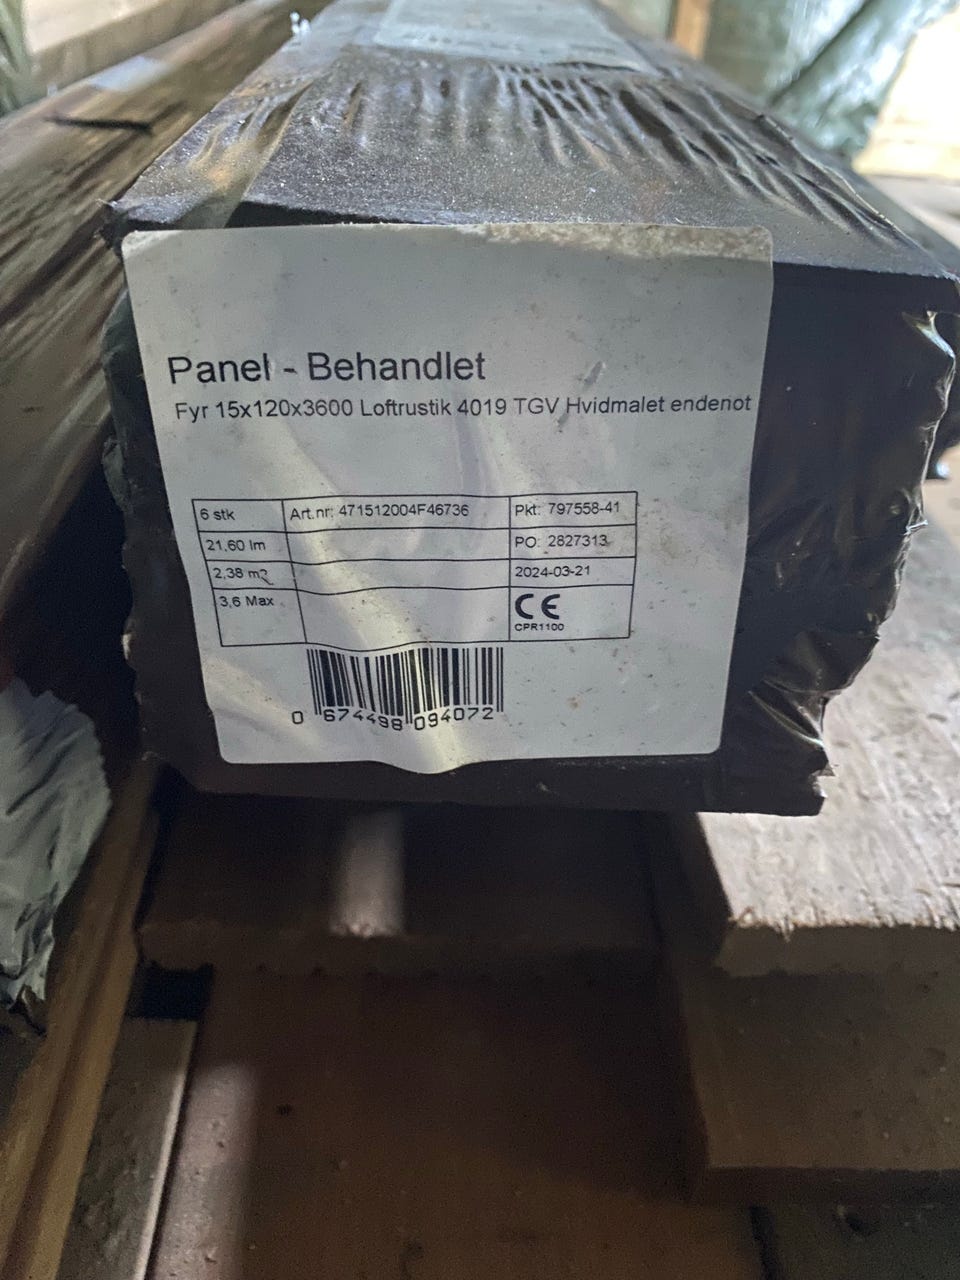 Panel - Behandlet
Fyr 15x120x3600 Loftrustik 4019 TGV Hvidmalet endenot
6 stk Art.nr: 471512004F46736 Pkt: 797558-41
21,60 lm PO: 2827313
2,38 m2 2024-03-21
3,6 Max CE
CPR1100
0 674498 094072